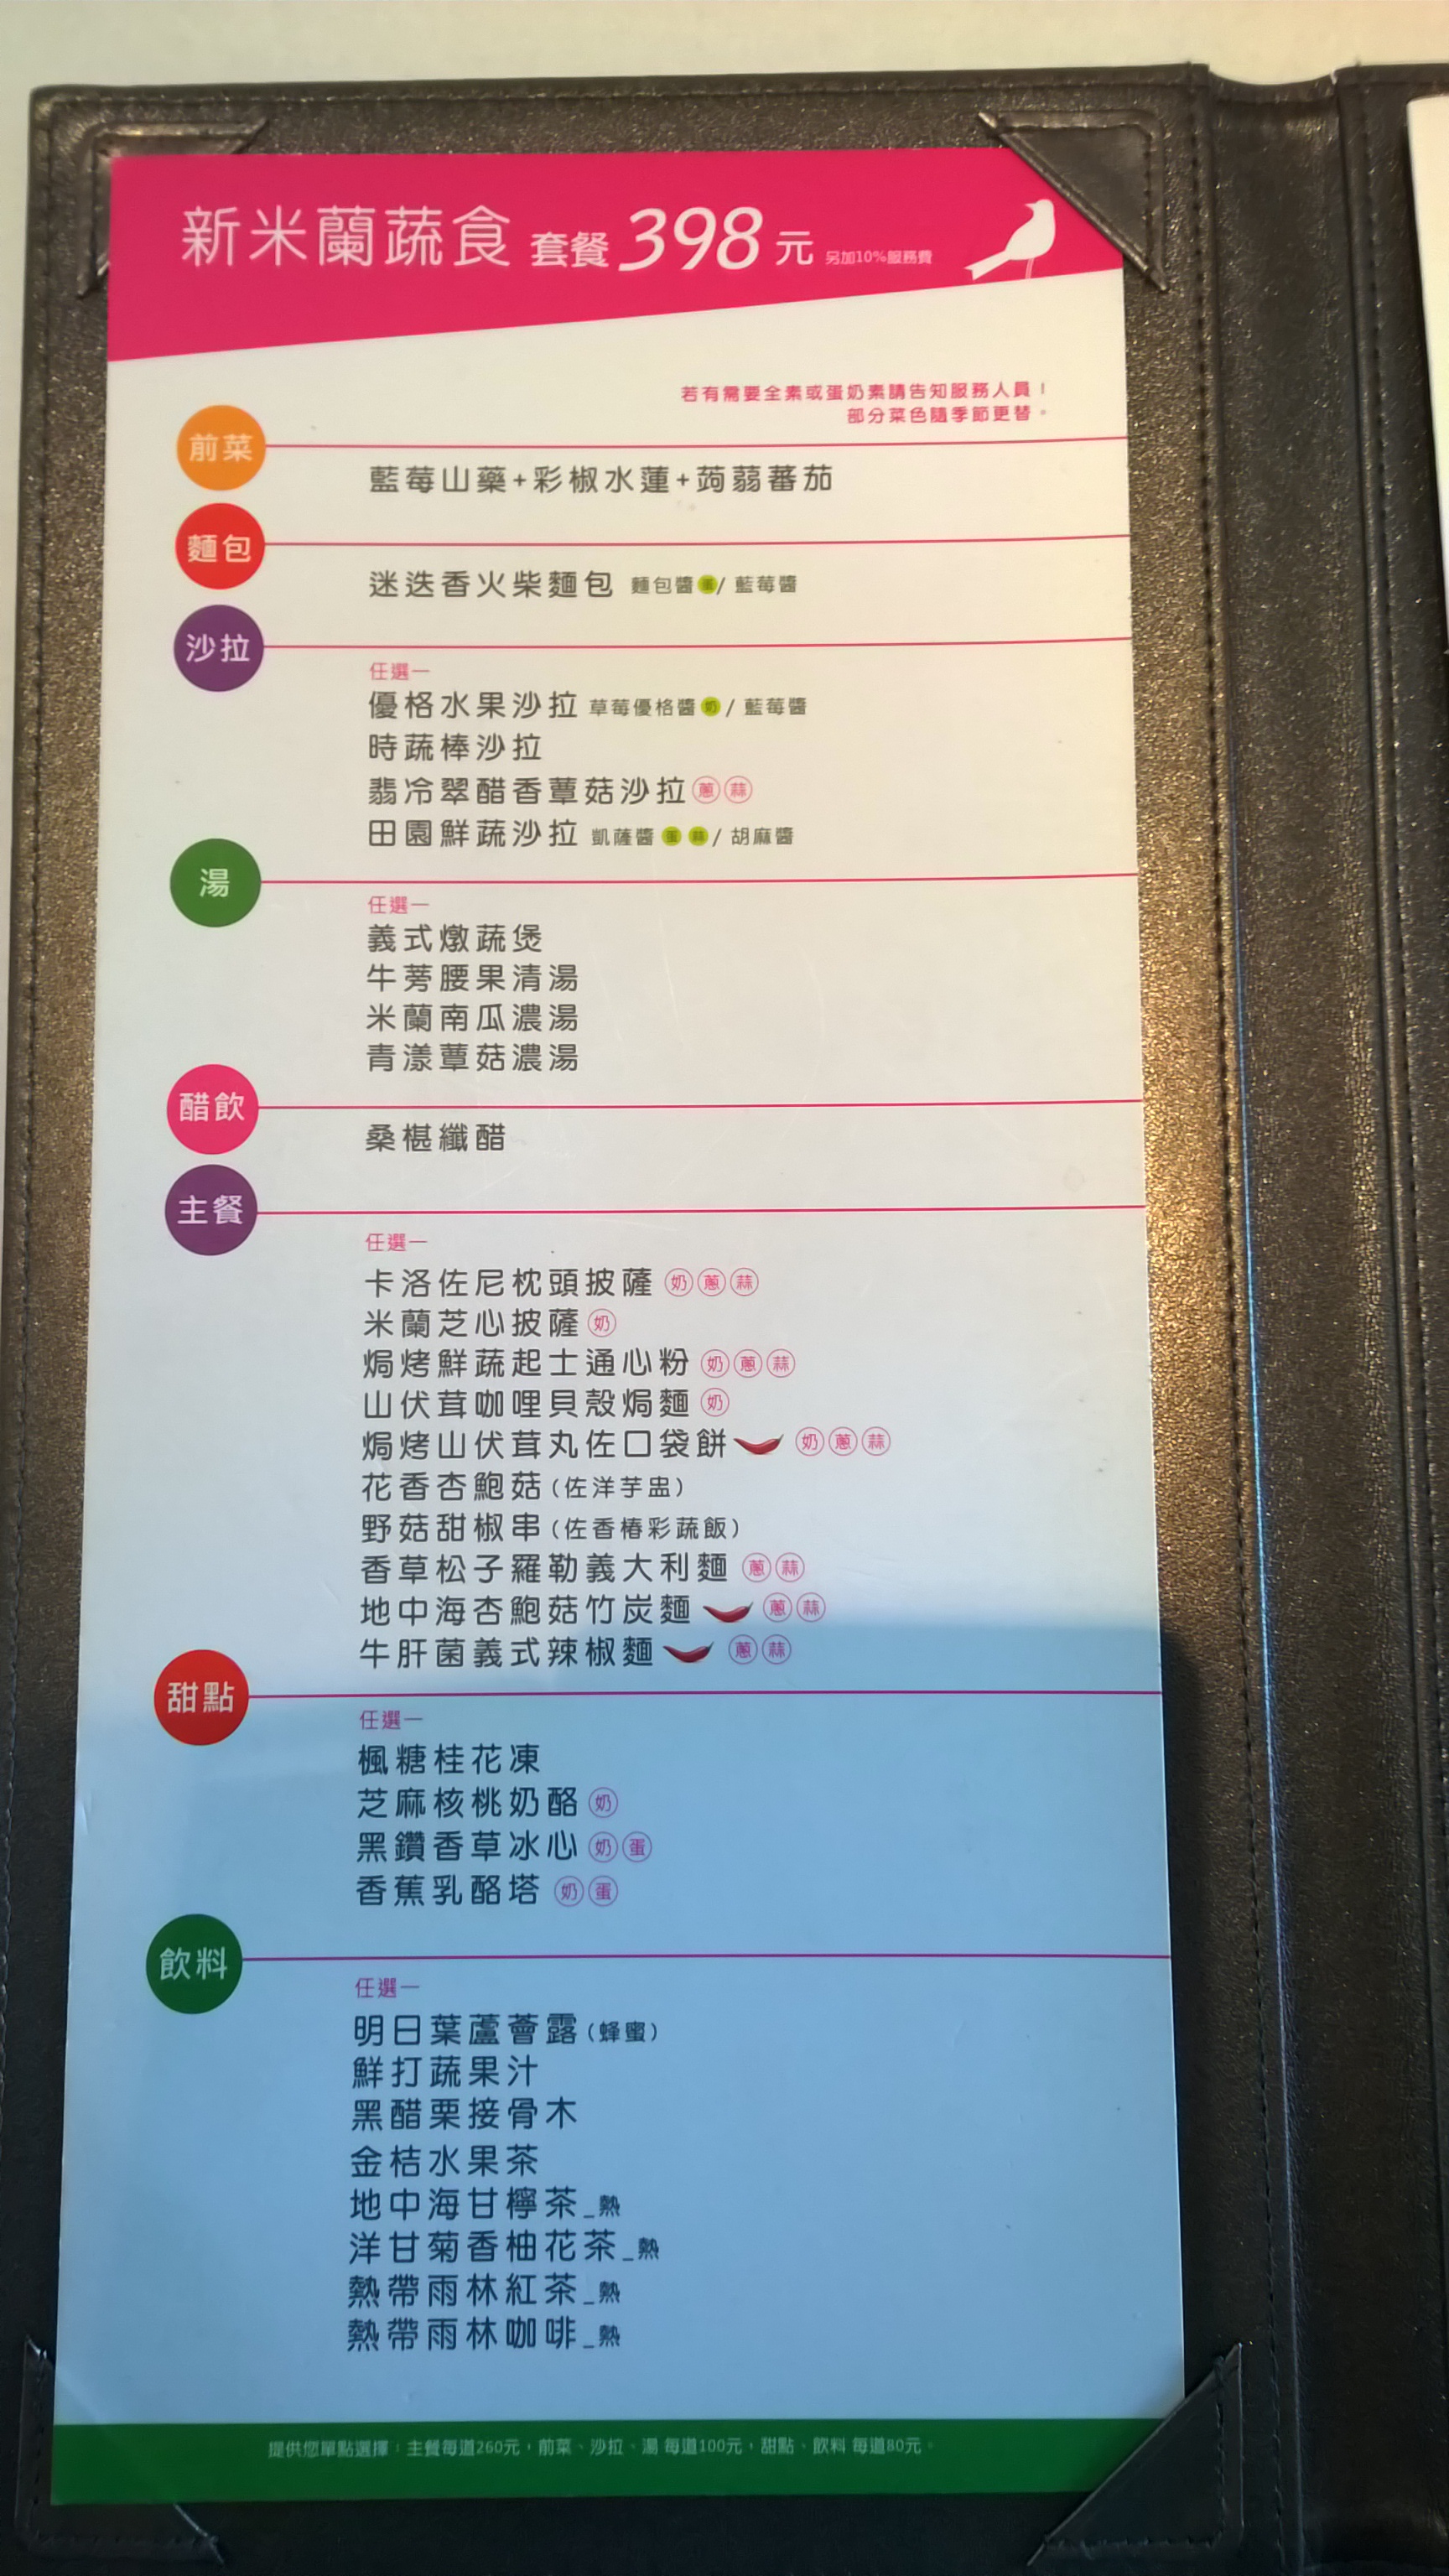 新米蘭蔬食 套餐 398 元 另加10%服務費
若有需要全素或蛋奶素請告知服務人員！
部分菜色隨季節更替。
前菜
藍莓山藥+彩椒水蓮+蒟蒻蕃茄
麵包
迷迭香火柴麵包 麵包醬 蛋 / 藍莓醬
沙拉
任選一
優格水果沙拉 草莓優格醬 奶 / 藍莓醬
時蔬棒沙拉
翡冷翠醋香蕈菇沙拉 蔥 蒜
田園鮮蔬沙拉 凱薩醬 蛋 蒜 / 胡麻醬
湯
任選一
義式燉蔬煲
牛蒡腰果清湯
米蘭南瓜濃湯
青漾蕈菇濃湯
醋飲
桑椹纖醋
主餐
任選一
卡洛佐尼枕頭披薩 奶 蔥 蒜
米蘭芝心披薩 奶
焗烤鮮蔬起士通心粉 奶 蔥 蒜
山伏茸咖哩貝殼焗麵 奶
焗烤山伏茸丸佐口袋餅 奶 蔥 蒜
花香杏鮑菇(佐洋芋盅)
野菇甜椒串(佐香椿彩蔬飯)
香草松子羅勒義大利麵 蔥 蒜
地中海杏鮑菇竹炭麵 蔥 蒜
牛肝菌義式辣椒麵 蔥 蒜
甜點
任選一
楓糖桂花凍
芝麻核桃奶酪 奶
黑鑽香草冰心 奶 蛋
香蕉乳酪塔 奶 蛋
飲料
任選一
明日葉蘆薈露(蜂蜜)
鮮打蔬果汁
黑醋栗接骨木
金桔水果茶
地中海甘檸茶_熱
洋甘菊香柚花茶_熱
熱帶雨林紅茶_熱
熱帶雨林咖啡_熱
提供您單點選擇：主餐每道260元，前菜、沙拉、湯 每道100元，甜點、飲料 每道80元。